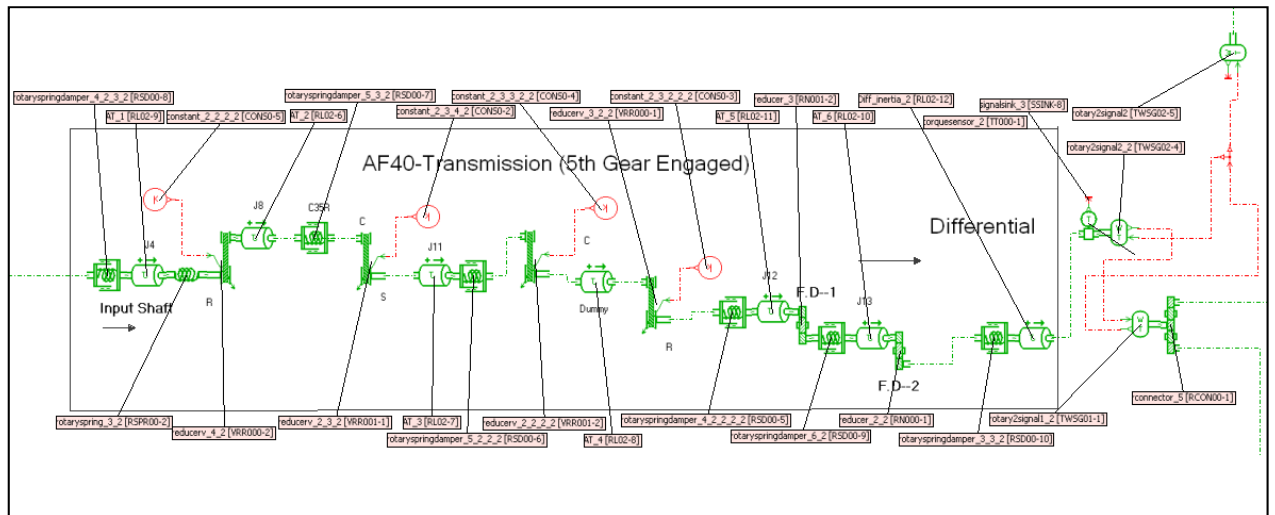 otaryspringdamper_4_2_3_2 [RSD00-8]
otaryspringdamper_5_3_2 [RSD00-7]
constant_2_3_3_2_2 [CONS0-4]
constant_2_3_2_2_2 [CONS0-3]
educer_3 [RN001-2]
Diff_inertia_2 [RL02-12]
signalsink_3 [SSINK-8]
otary2signal2 [TWSG02-5]
AT_1 [RL02-9]
constant_2_2_2_2 [CONS0-5]
AT_2 [RL02-6]
constant_2_3_4_2 [CONS0-2]
reducerv_3_2_2 [VRR000-1]
AT_5 [RL02-11]
AT_6 [RL02-10]
orquesensor_2 [TT000-1]
otary2signal2_2 [TWSG02-4]
AF40-Transmission (5th Gear Engaged)
J8
C35R
C
J4
R
S
J11
C
Dummy
R
J12
F.D--1
J13
F.D--2
Differential
Input Shaft
otaryspring_3_2 [RSPR00-2]
educerv_4_2 [VRR000-2]
educerv_2_3_2 [VRR001-1]
AT_3 [RL02-7]
otaryspringdamper_5_2_2_2 [RSD00-6]
educerv_2_2_2_2 [VRR001-2]
AT_4 [RL02-8]
otaryspringdamper_4_2_2_2_2 [RSD00-5]
otaryspringdamper_6_2 [RSD00-9]
educer_2_2 [RN000-1]
otaryspringdamper_3_3_2 [RSD00-10]
otary2signal1_2 [TWSG01-1]
connector_5 [RCON00-1]